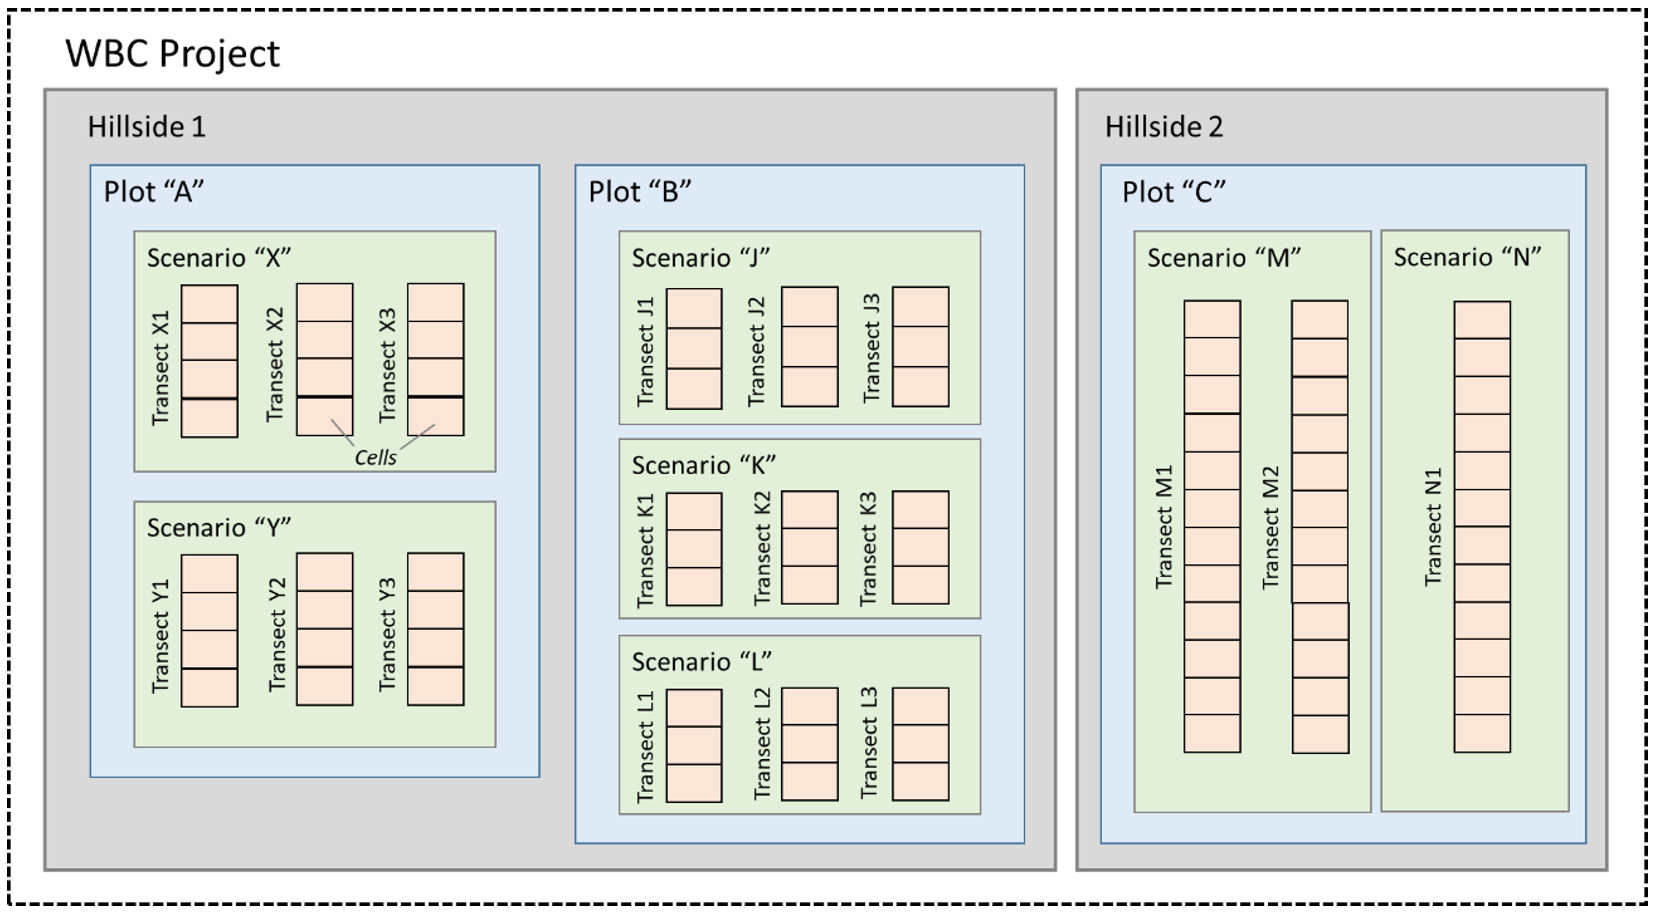 WBC Project
Hillside 1
Plot “A”
Scenario “X”
Transect X1
Transect X2
Transect X3
Cells
Scenario “Y”
Transect Y1
Transect Y2
Transect Y3
Plot “B”
Scenario “J”
Transect J1
Transect J2
Transect J3
Scenario “K”
Transect K1
Transect K2
Transect K3
Scenario “L”
Transect L1
Transect L2
Transect L3
Hillside 2
Plot “C”
Scenario “M”
Transect M1
Transect M2
Scenario “N”
Transect N1